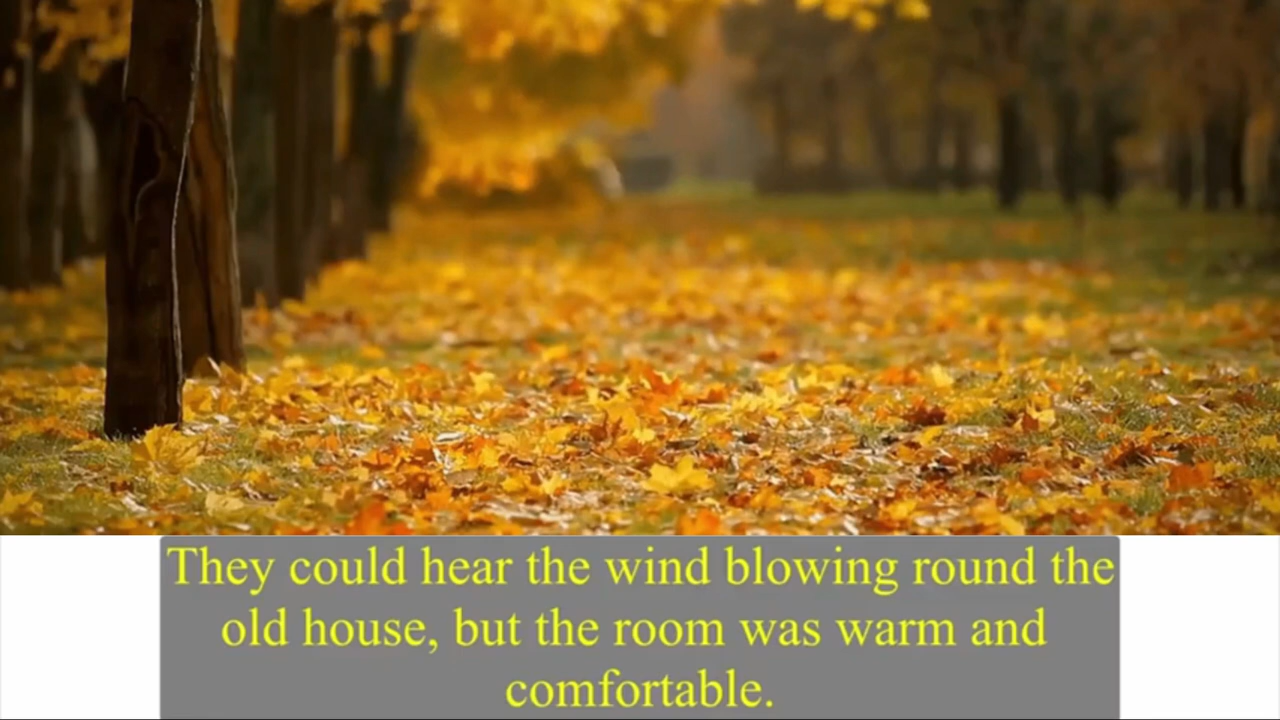 They could hear the wind blowing round the
old house, but the room was warm and
comfortable.